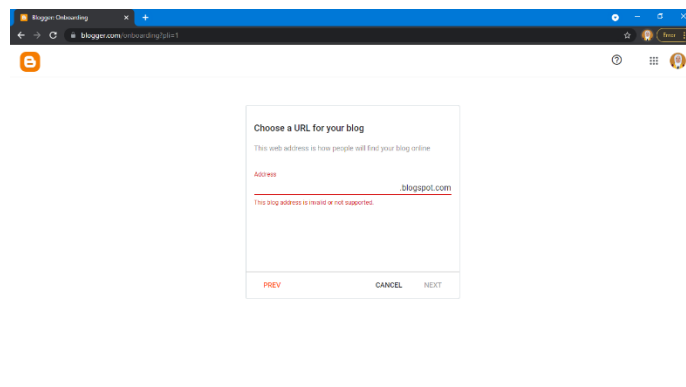 Blogger: Onboarding
blogger.com/onboarding?pli=1
Error
Choose a URL for your blog
This web address is how people will find your blog online
Address
.blogspot.com
This blog address is invalid or not supported.
PREV
CANCEL
NEXT